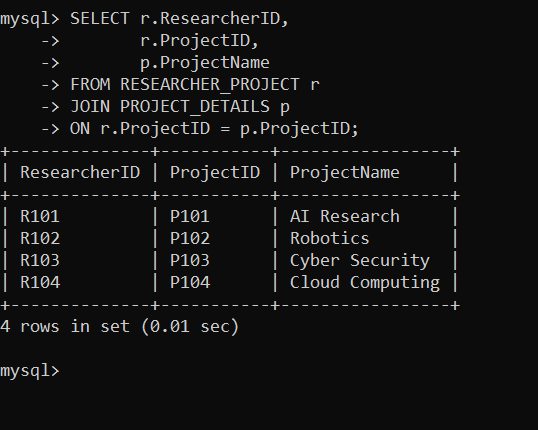 mysql> SELECT r.ResearcherID,
    ->        r.ProjectID,
    ->        p.ProjectName
    -> FROM RESEARCHER_PROJECT r
    -> JOIN PROJECT_DETAILS p
    -> ON r.ProjectID = p.ProjectID;
+--------------+-----------+-----------------+
| ResearcherID | ProjectID | ProjectName     |
+--------------+-----------+-----------------+
| R101         | P101      | AI Research     |
| R102         | P102      | Robotics        |
| R103         | P103      | Cyber Security  |
| R104         | P104      | Cloud Computing |
+--------------+-----------+-----------------+
4 rows in set (0.01 sec)
mysql>